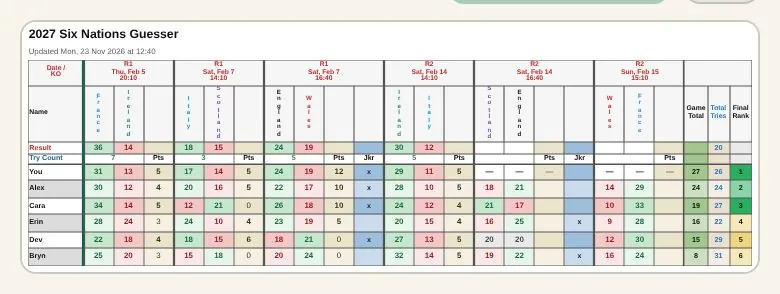 2027 Six Nations Guesser
Updated Mon, 23 Nov 2026 at 12:40
Date / KO R1 Thu, Feb 5 20:10 R1 Sat, Feb 7 14:10 R1 Sat, Feb 7 16:40 R2 Sat, Feb 14 14:10 R2 Sat, Feb 14 16:40 R2 Sun, Feb 15 15:10
Name France Ireland Italy Scotland England Wales Ireland Italy Scotland England Wales France Game Total Total Tries Final Rank
Result 36 14 18 15 24 19 30 12 20
Try Count 7 Pts 3 Pts 5 Pts Jkr 5 Pts Pts Jkr Pts
You 31 13 5 17 14 5 24 19 12 x 29 11 5 — — — — — — 27 26 1
Alex 30 12 4 20 16 5 22 17 10 x 28 10 5 18 21 14 29 24 24 2
Cara 34 14 5 12 21 0 24 20 10 x 28 12 4 21 17 10 33 19 27 3
Erin 28 24 3 24 10 4 23 19 5 20 15 4 16 25 x 9 28 16 22 4
Dev 22 18 4 18 15 6 18 21 0 x 27 13 5 20 20 12 30 15 29 5
Bryn 25 20 3 15 18 0 20 24 0 32 14 5 19 22 x 16 24 8 31 6